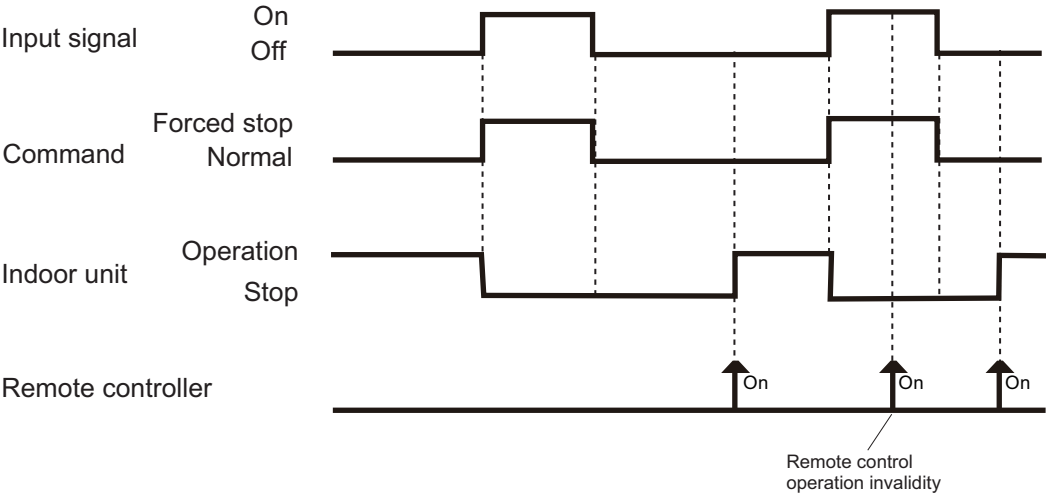 Input signal
On
Off
Command
Forced stop
Normal
Indoor unit
Operation
Stop
Remote controller
On
On
On
Remote control
operation invalidity